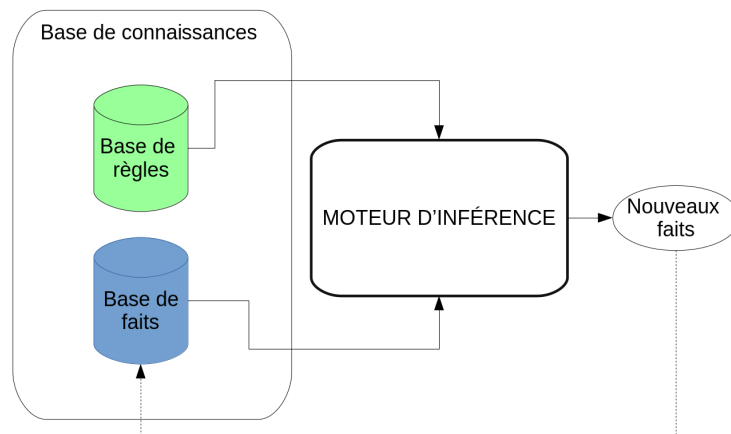 Base de connaissances
Base de
règles
MOTEUR D’INFÉRENCE
Nouveaux
faits
Base de
faits